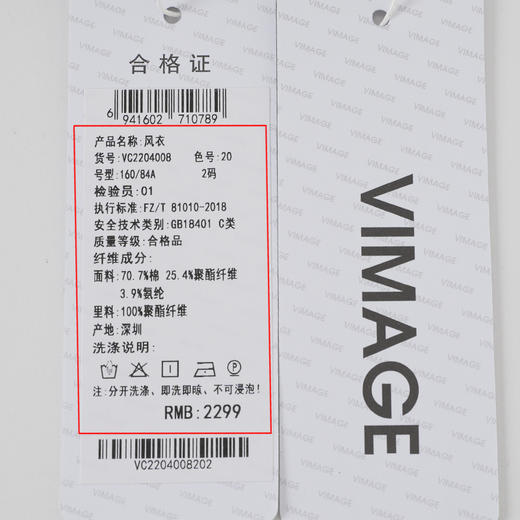 合格证
6 941602 710789
产品名称:风衣
货号:VC2204008 色号:20
号型:160/84A 2码
检验员:01
执行标准:FZ/T 81010-2018
安全技术类别:GB18401 C类
质量等级:合格品
纤维成分:
面料:70.7%棉 25.4%聚酯纤维
3.9%氨纶
里料:100%聚酯纤维
产地:深圳
洗涤说明:
注:分开洗涤、即洗即晾、不可浸泡!
RMB:2299
VC2204008202
VIMAGE